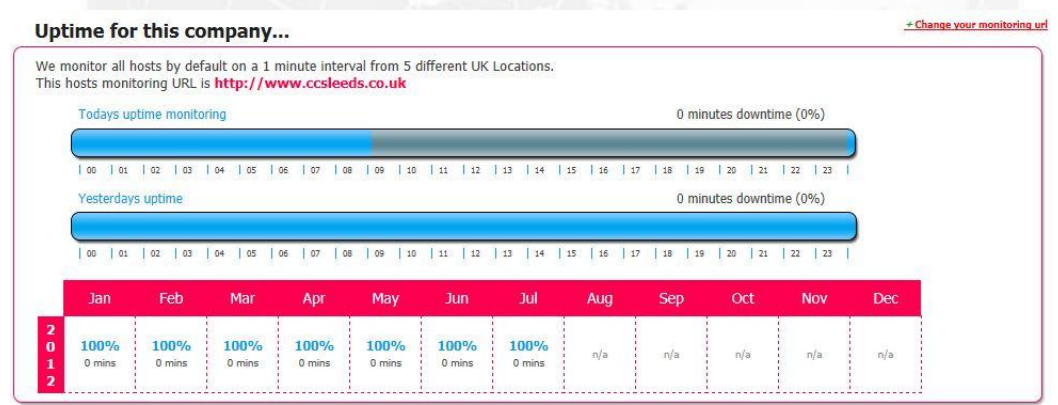 Uptime for this company...
+ Change your monitoring url
We monitor all hosts by default on a 1 minute interval from 5 different UK Locations.
This hosts monitoring URL is http://www.ccsleeds.co.uk
Todays uptime monitoring 0 minutes downtime (0%)
| 00 | 01 | 02 | 03 | 04 | 05 | 06 | 07 | 08 | 09 | 10 | 11 | 12 | 13 | 14 | 15 | 16 | 17 | 18 | 19 | 20 | 21 | 22 | 23 |
Yesterdays uptime 0 minutes downtime (0%)
| 00 | 01 | 02 | 03 | 04 | 05 | 06 | 07 | 08 | 09 | 10 | 11 | 12 | 13 | 14 | 15 | 16 | 17 | 18 | 19 | 20 | 21 | 22 | 23 |
Jan Feb Mar Apr May Jun Jul Aug Sep Oct Nov Dec
2012
100% 100% 100% 100% 100% 100% 100% n/a n/a n/a n/a n/a
0 mins 0 mins 0 mins 0 mins 0 mins 0 mins 0 mins